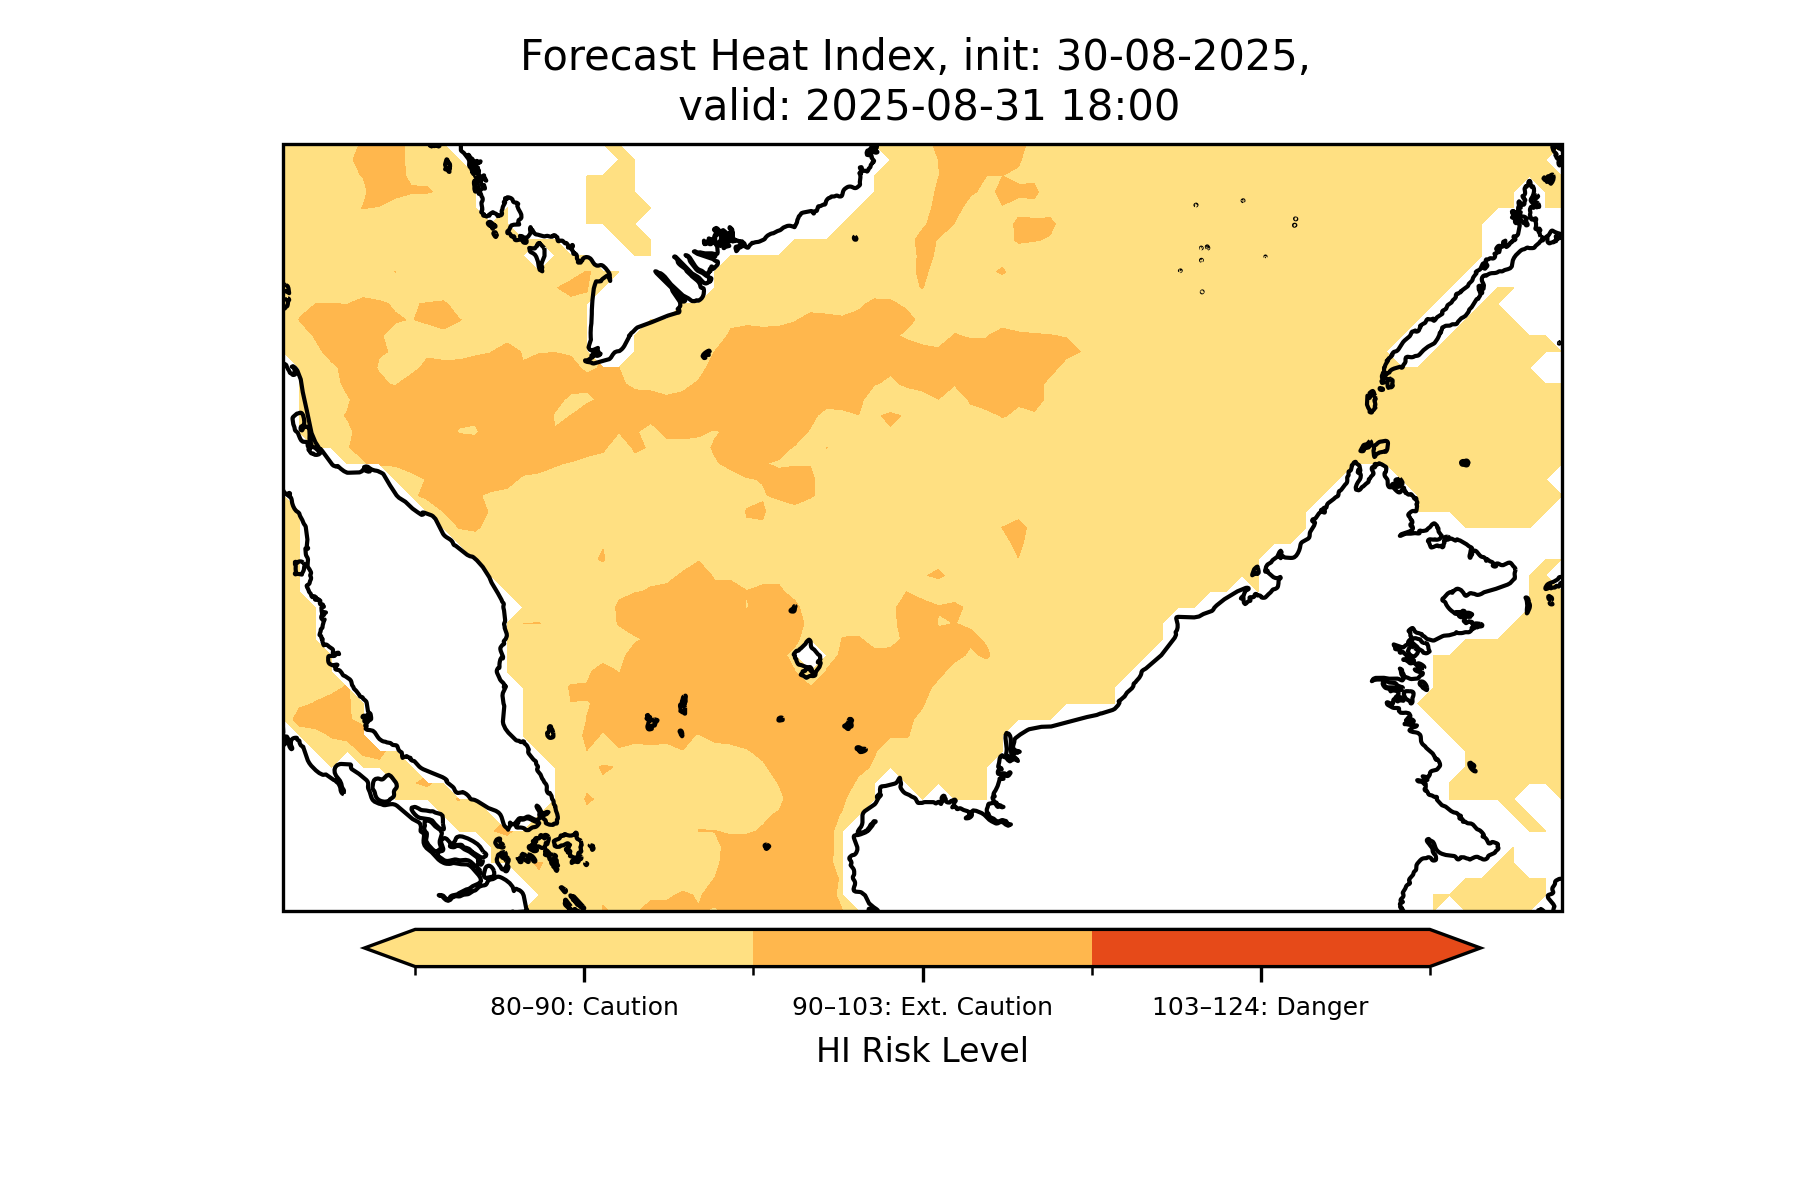 Forecast Heat Index, init: 30-08-2025,
valid: 2025-08-31 18:00
80–90: Caution
90–103: Ext. Caution
103–124: Danger
HI Risk Level